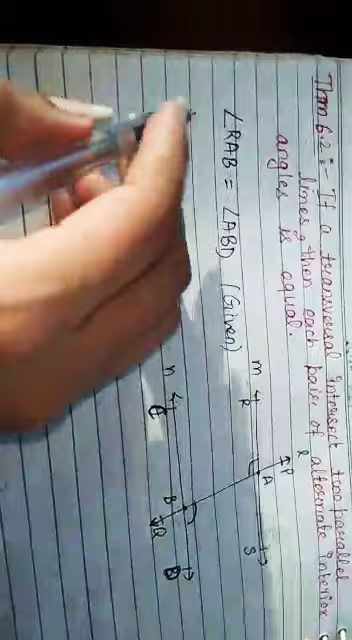 Thm 6.2 :- If a transversal intersect two parallel
lines, then each pair of alternate interior
angles is equal.
∠RAB = ∠ABD (Given)
l
P
m R A S
n C B D
Q